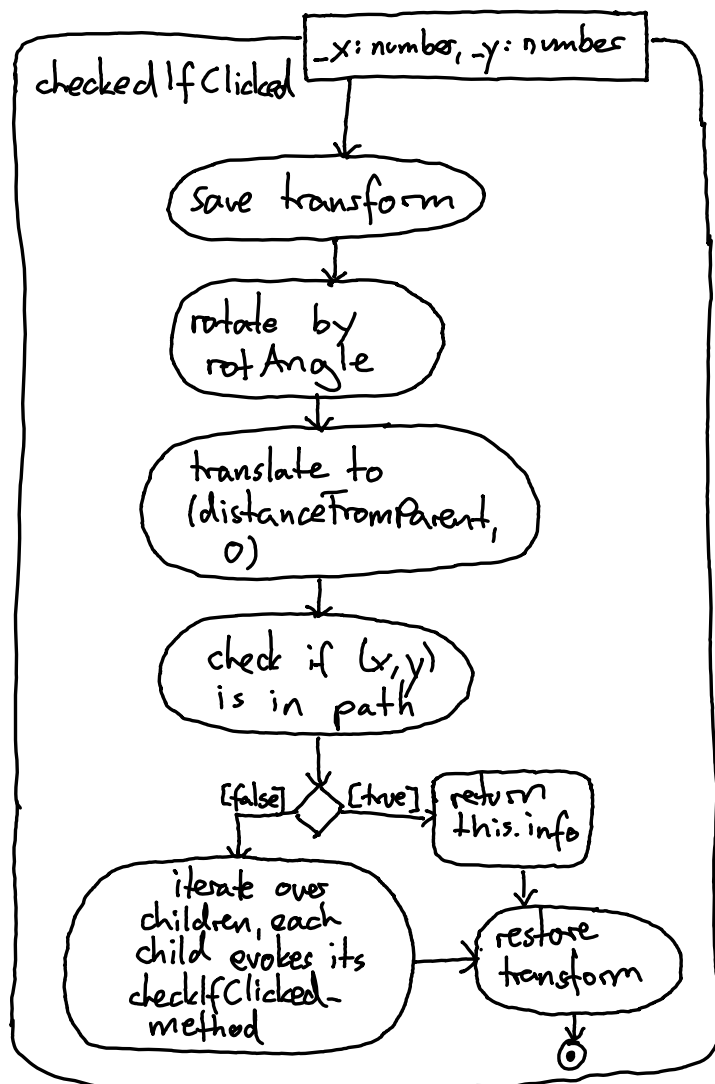 _x: number, _y: number
checkedIfClicked
save transform
rotate by
rotAngle
translate to
(distanceFromParent,
0)
check if (x,y)
is in path
[false]
[true]
return
this.info
iterate over
children, each
child evokes its
checkIfClicked-
method
restore
transform